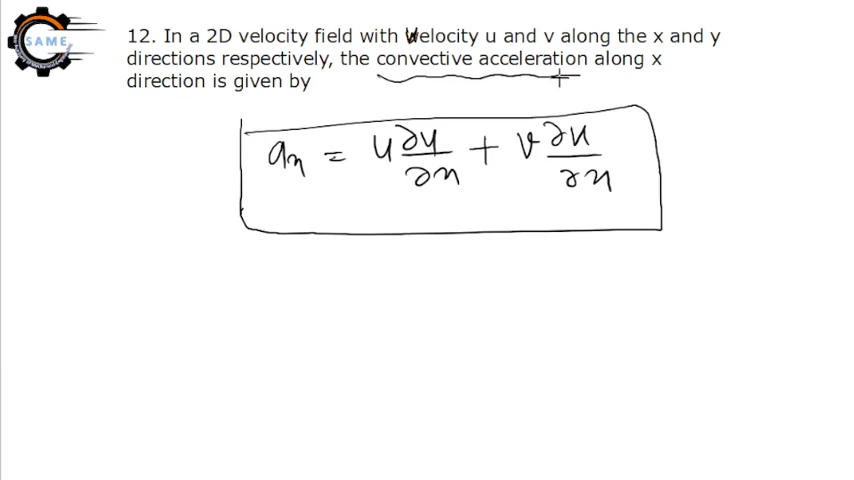 SAME
12. In a 2D velocity field with velocity u and v along the x and y
directions respectively, the convective acceleration along x
direction is given by
aₓ = u ∂u/∂x + v ∂u/∂x